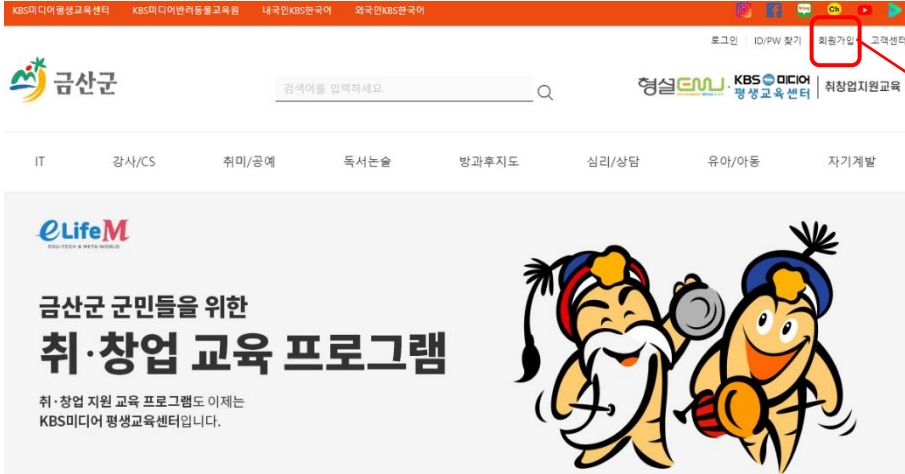 KBS미디어평생교육센터 KBS미디어반려동물교육원 내국인KBS한국어 외국인KBS한국어
blog Ch
로그인 ID/PW 찾기 회원가입 고객센터
금산군 검색어를 입력하세요 형설EMJ KBS 미디어 평생교육센터 취창업지원교육
IT 강사/CS 취미/공예 독서논술 방과후지도 심리/상담 유아/아동 자기계발
eLifeM
EDU-TECH & META-WORLD
금산군 군민들을 위한
취·창업 교육 프로그램
취·창업 지원 교육 프로그램도 이제는
KBS미디어 평생교육센터입니다.